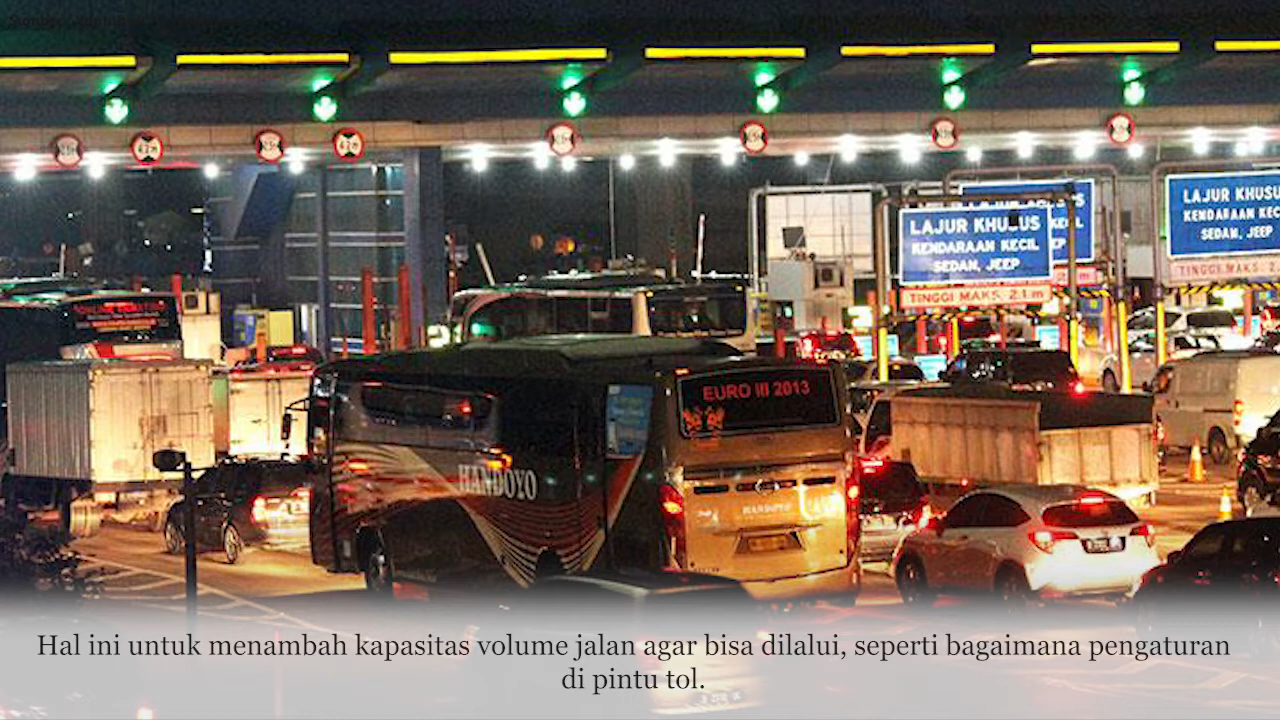 LAJUR KHUSUS
KENDARAAN KECIL
SEDAN, JEEP
TINGGI MAKS. 2.1 m
LAJUR KHUSU
KENDARAAN KEC
SEDAN, JEEP
TINGGI MAKS. 2
EURO III 2013
HANDOYO
HANDOYO
Hal ini untuk menambah kapasitas volume jalan agar bisa dilalui, seperti bagaimana pengaturan
di pintu tol.